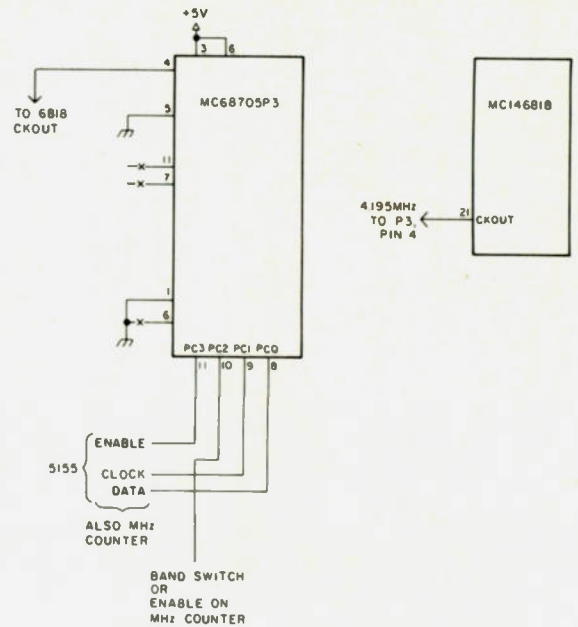 +5V
3 6
4
MC68705P3
TO 6818
CKOUT
5
11
7
1
6
PC3 PC2 PC1 PC0
11 10 9 8
ENABLE
5155
CLOCK
DATA
ALSO MHz
COUNTER
BAND SWITCH
OR
ENABLE ON
MHz COUNTER
MC146818
4.195MHz
TO P3,
PIN 4
21
CKOUT